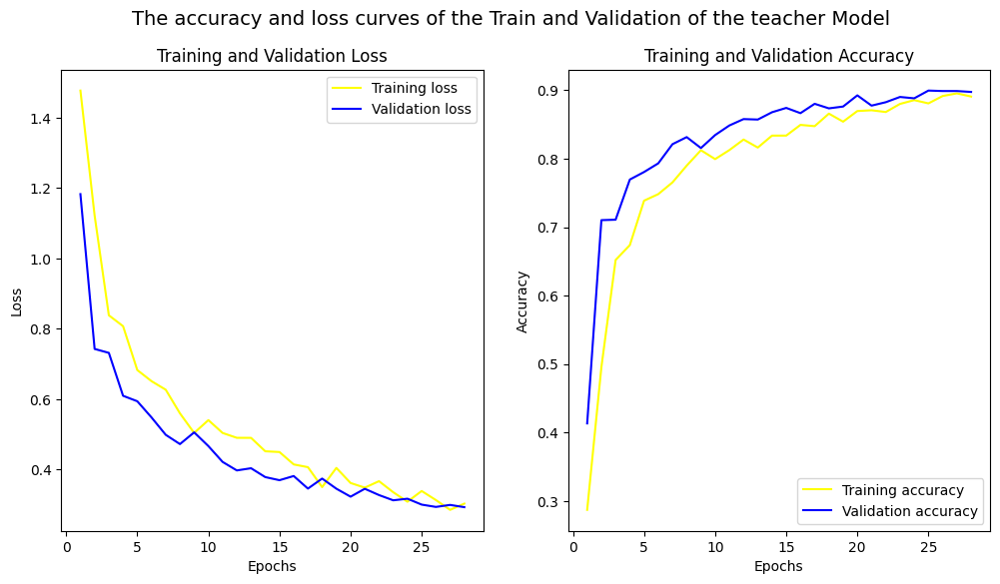 The accuracy and loss curves of the Train and Validation of the teacher Model
Training and Validation Loss
Training loss
Validation loss
1.4
1.2
1.0
0.8
0.6
0.4
Loss
0
5
10
15
20
25
Epochs
Training and Validation Accuracy
0.9
0.8
0.7
0.6
0.5
0.4
0.3
Accuracy
Training accuracy
Validation accuracy
0
5
10
15
20
25
Epochs